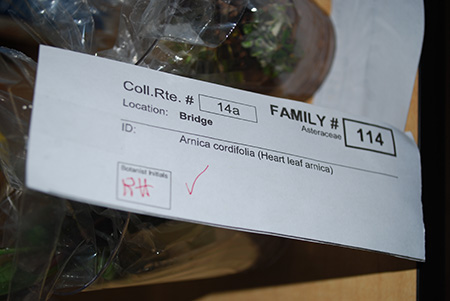 Coll.Rte. # 14a
FAMILY # 114
Asteraceae
Location: Bridge
ID: Arnica cordifolia (Heart leaf arnica)
Botanist Initials
RH ✓